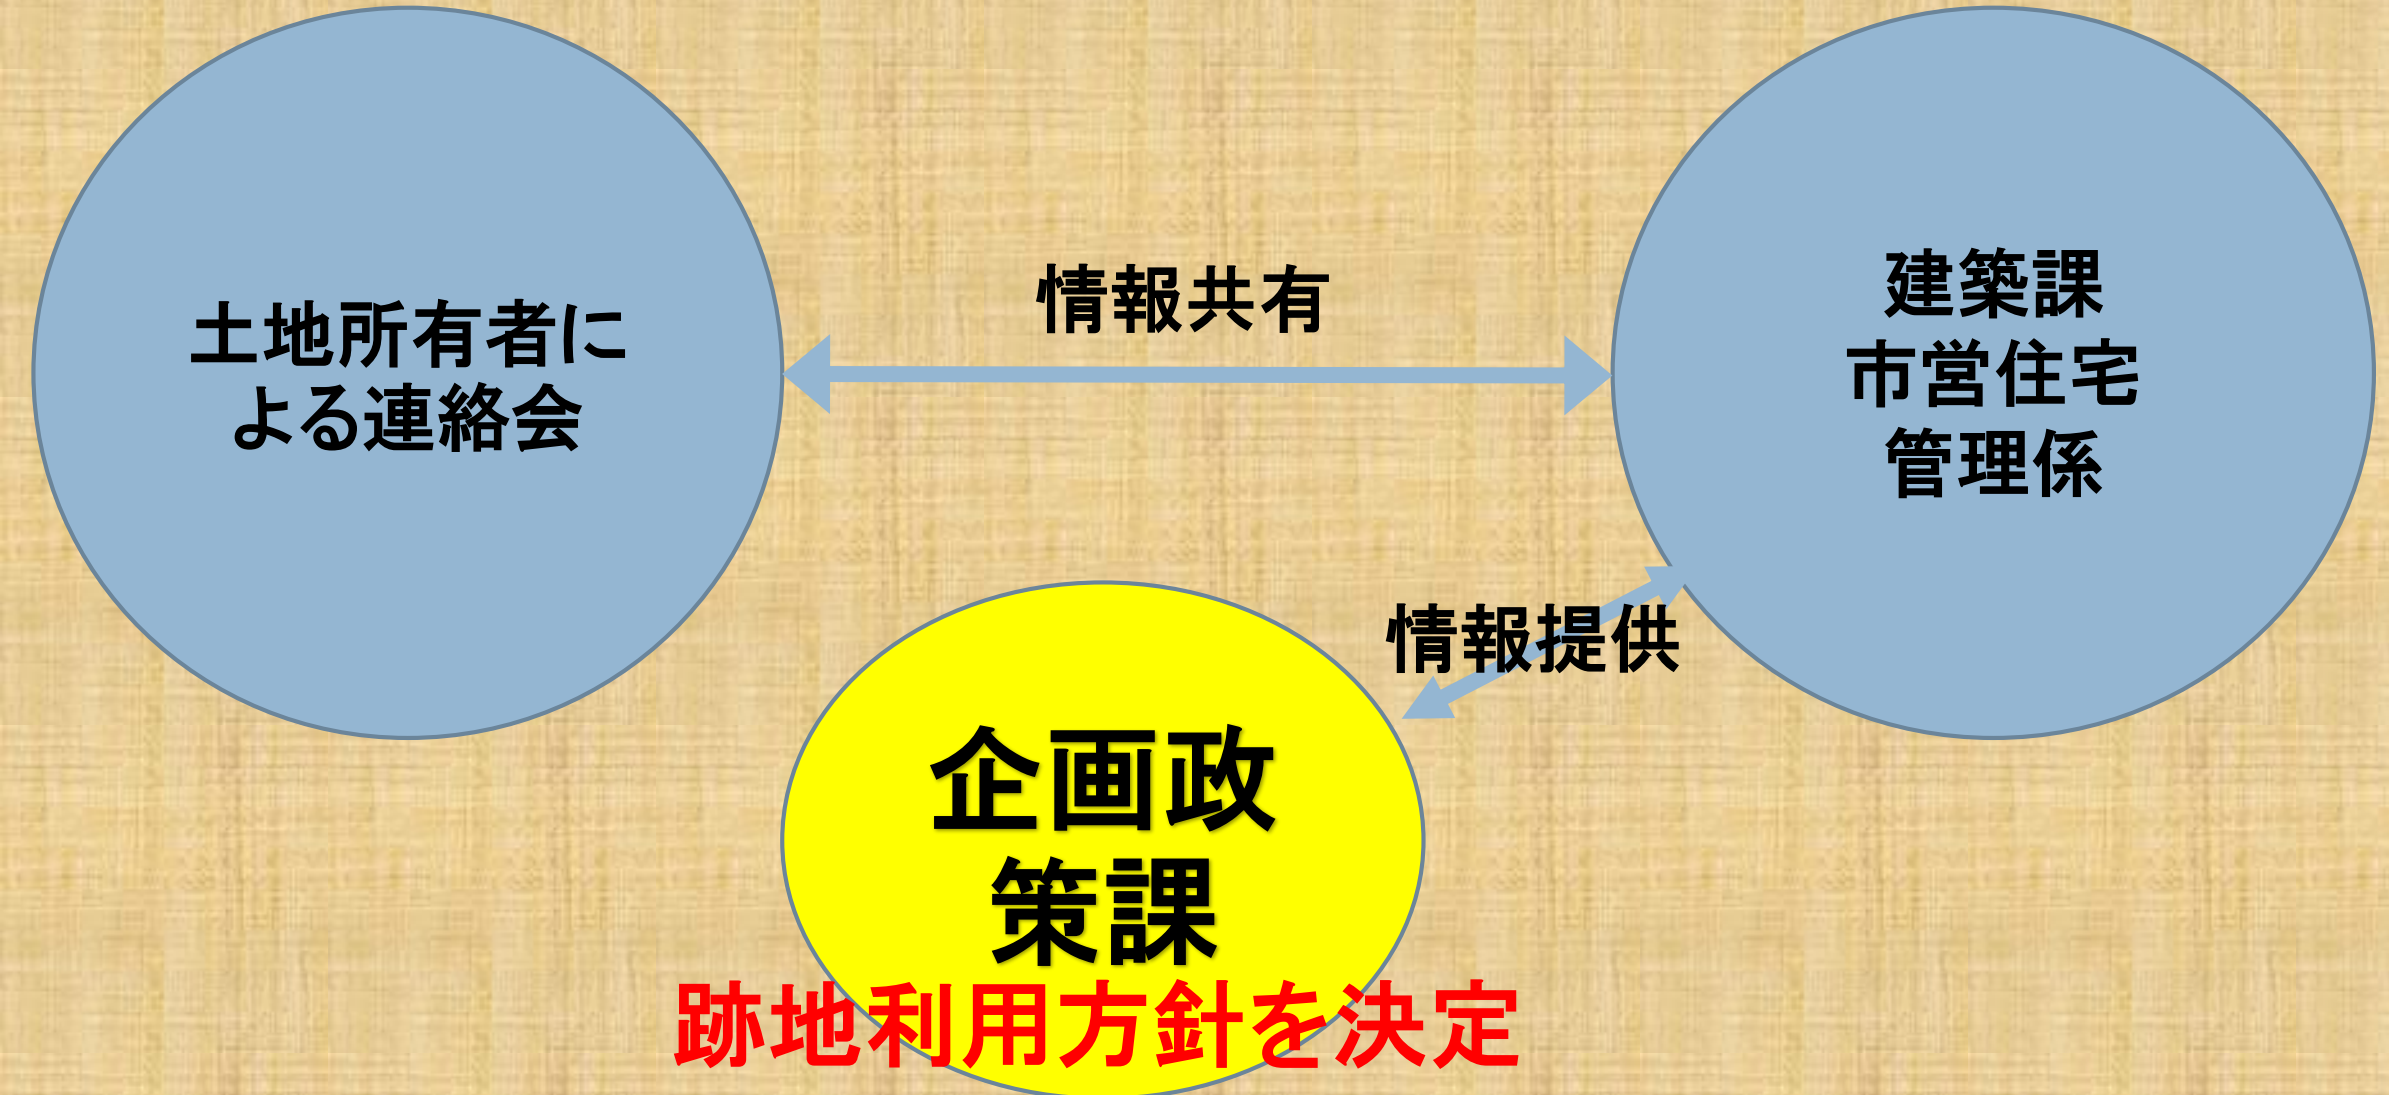 土地所有者に
よる連絡会
情報共有
建築課
市営住宅
管理係
情報提供
企画政
策課
跡地利用方針を決定